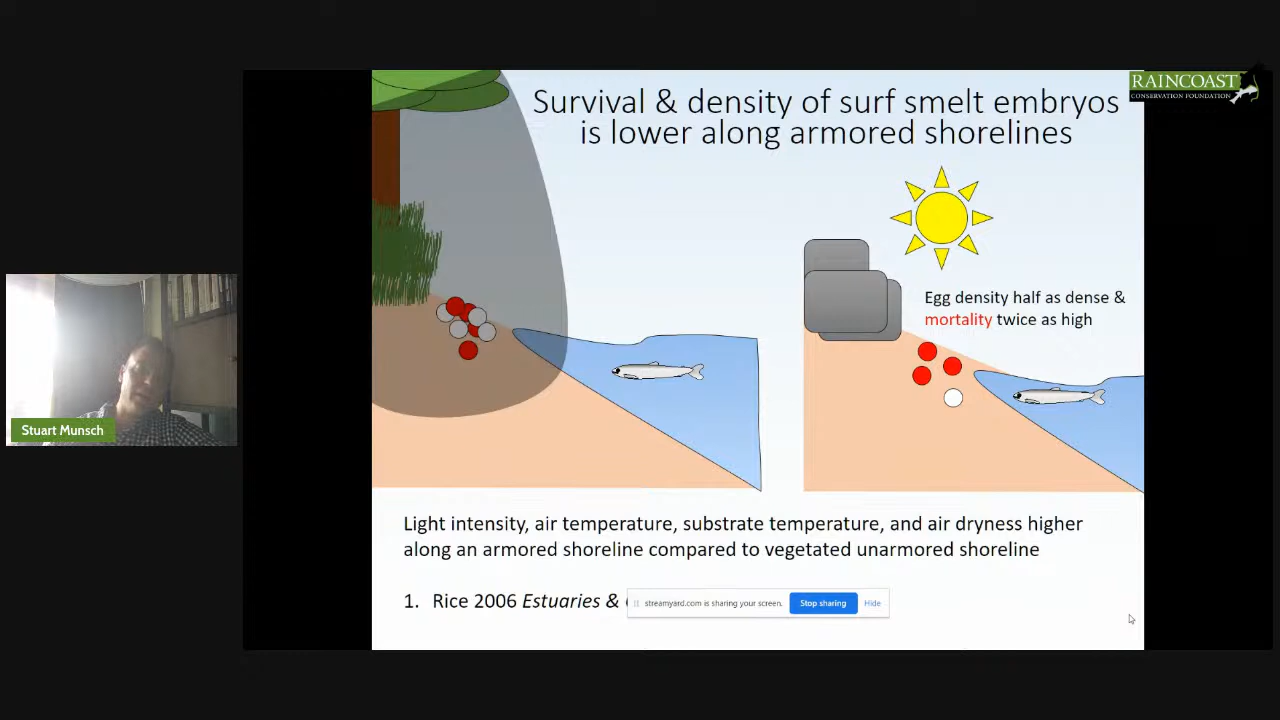 RAINCOAST
CONSERVATION FOUNDATION
Survival & density of surf smelt embryos
is lower along armored shorelines
Egg density half as dense &
mortality twice as high
Stuart Munsch
Light intensity, air temperature, substrate temperature, and air dryness higher
along an armored shoreline compared to vegetated unarmored shoreline
1. Rice 2006 Estuaries &
streamyard.com is sharing your screen.
Stop sharing
Hide